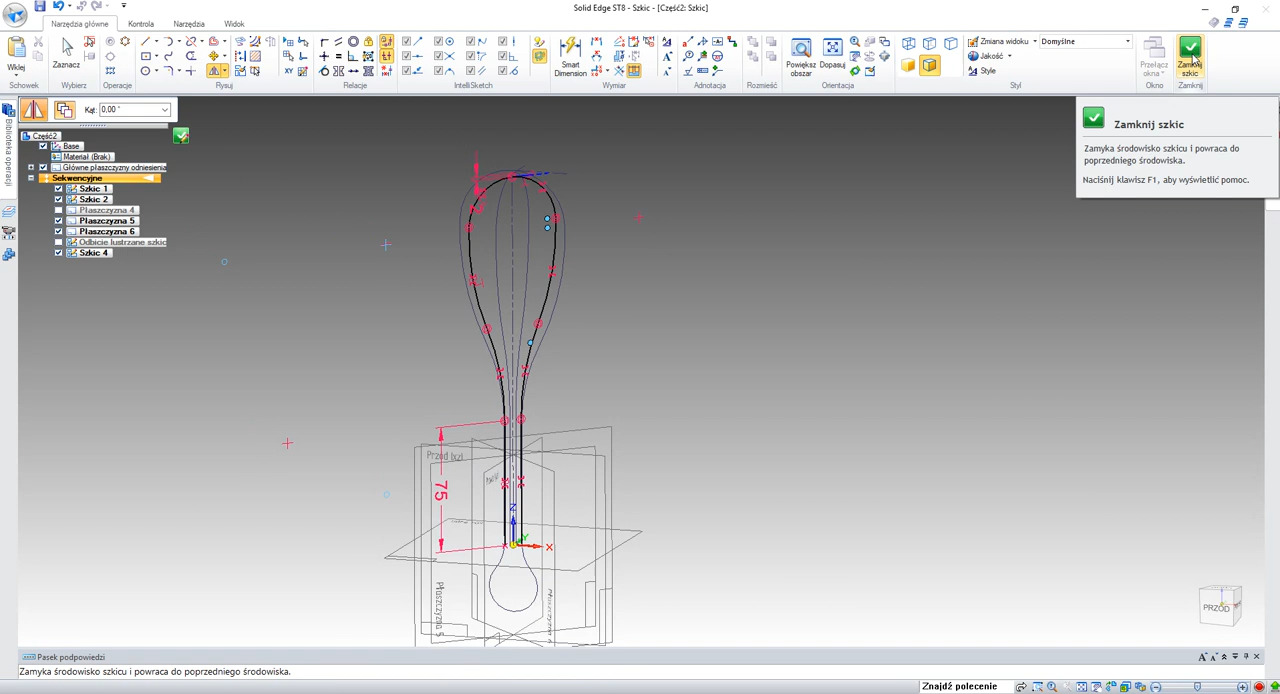 Solid Edge ST8 - Szkic - [Część2: Szkic]
Narzędzia główne Kontrola Narzędzia Widok
Wklej
Schowek
Zaznacz
Wybierz
Operacje
Rysuj
Rozmieść
IntelliSketch
Smart
Dimension
Wymiar
Adnotacja
Rozmieść
Powiększ
obszar
Dopasuj
Orientacja
Zmiana widoku Domyślne
Jakość
Style
Styl
Przełącz
okna
Okno
Zamknij
szkic
Zamknij
Kąt: 0,00 °
Biblioteka operacji
Część2
Base
Materiał (Brak)
Główne płaszczyzny odniesienia
Sekwencyjne
Szkic 1
Szkic 2
Płaszczyzna 4
Płaszczyzna 5
Płaszczyzna 6
Odbicie lustrzane szkic
Szkic 4
Zamknij szkic
Zamyka środowisko szkicu i powraca do
poprzedniego środowiska.
Naciśnij klawisz F1, aby wyświetlić pomoc.
Przód (xz)
75
Z
Y
X
Płaszczyzna 5
PRZÓD
Pasek podpowiedzi
Zamyka środowisko szkicu i powraca do poprzedniego środowiska.
Znajdź polecenie